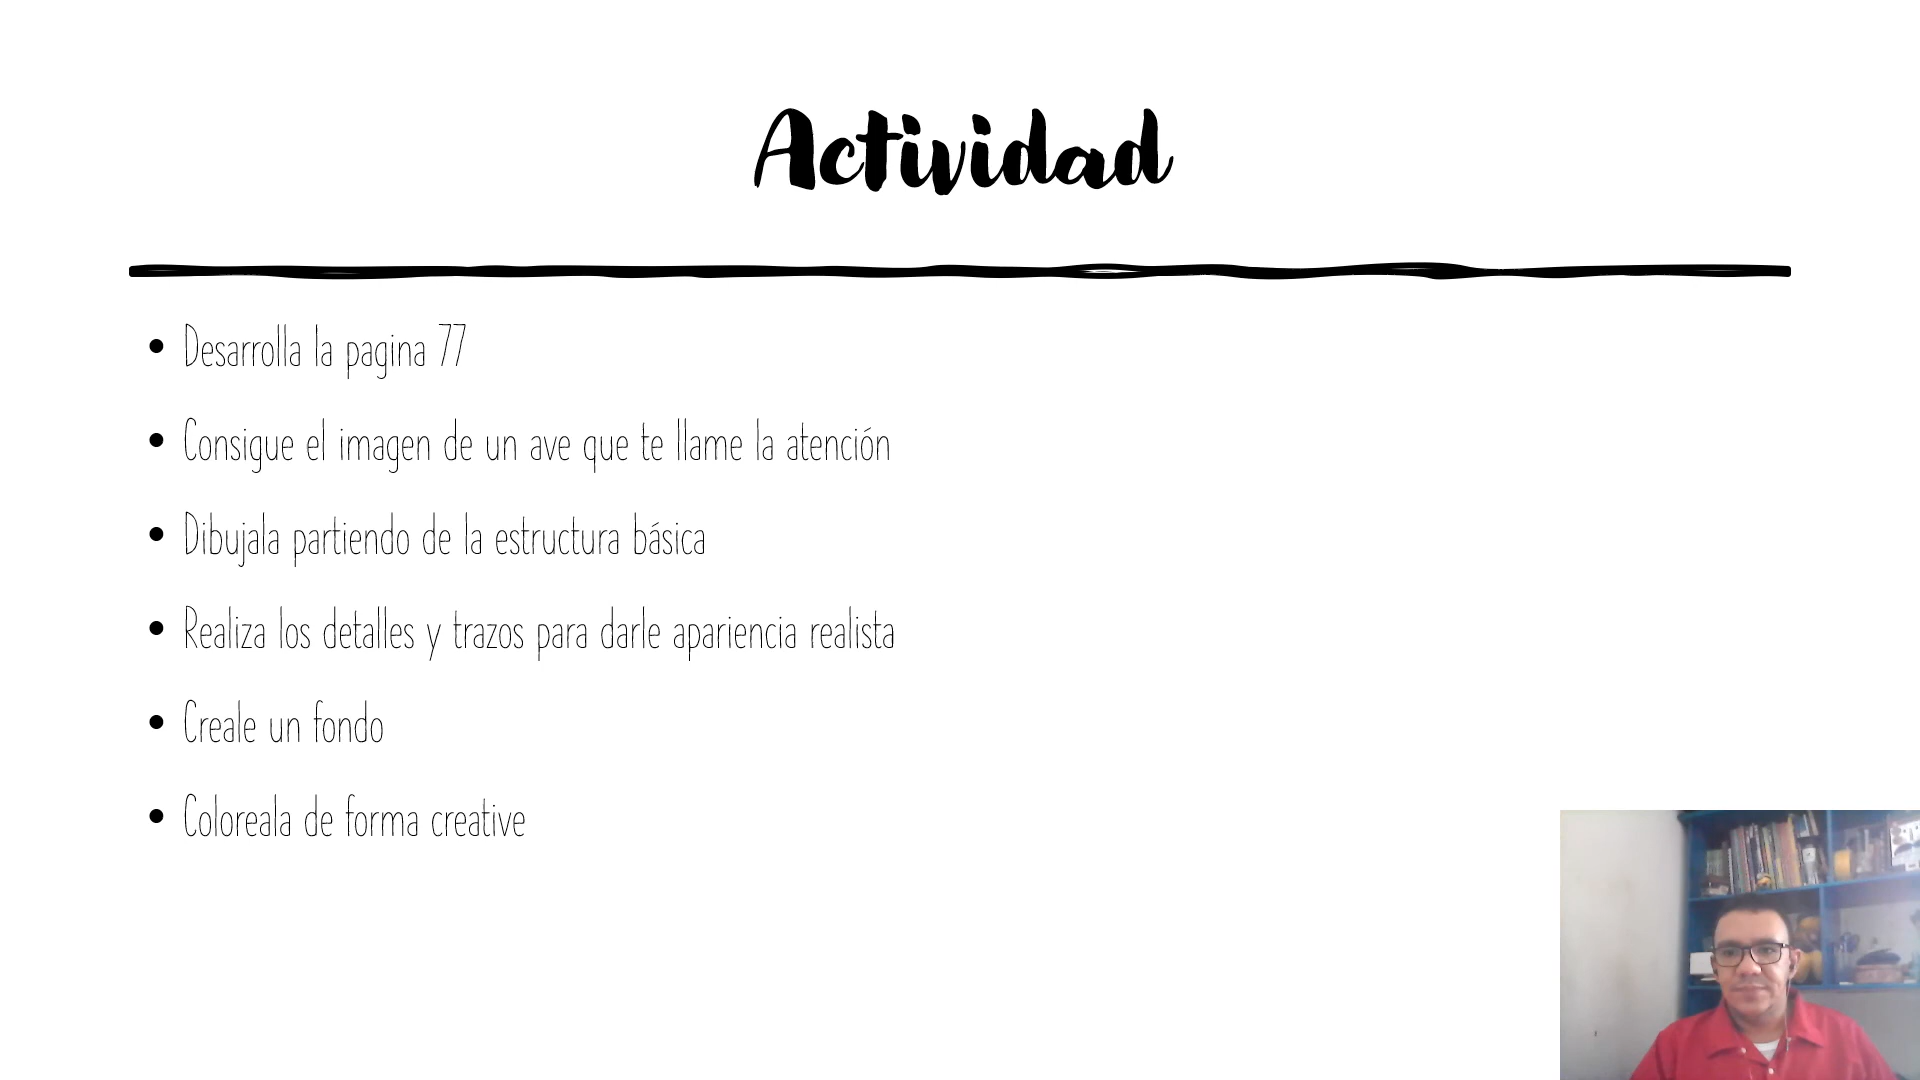 Actividad
• Desarrolla la pagina 77
• Consigue el imagen de un ave que te llame la atención
• Dibujala partiendo de la estructura básica
• Realiza los detalles y trazos para darle apariencia realista
• Creale un fondo
• Coloreala de forma creative